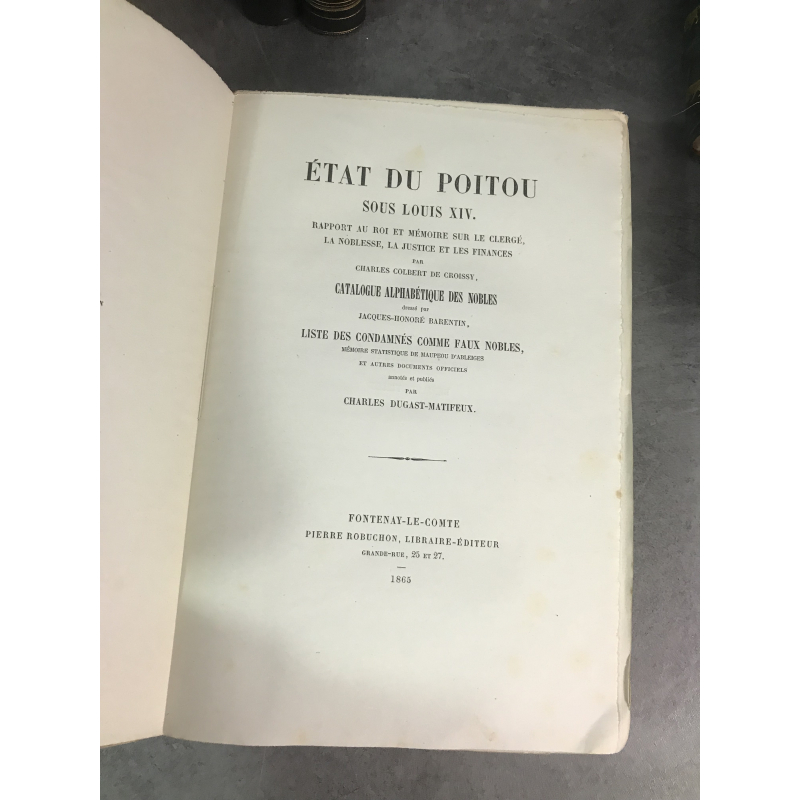 ÉTAT DU POITOU
SOUS LOUIS XIV.
RAPPORT AU ROI ET MÉMOIRE SUR LE CLERGÉ,
LA NOBLESSE, LA JUSTICE ET LES FINANCES
PAR
CHARLES COLBERT DE CROISSY,
CATALOGUE ALPHABÉTIQUE DES NOBLES
dressé par
JACQUES-HONORÉ BARENTIN,
LISTE DES CONDAMNÉS COMME FAUX NOBLES,
MÉMOIRE STATISTIQUE DE MAUPEOU D'ABLEIGES
ET AUTRES DOCUMENTS OFFICIELS
annotés et publiés
PAR
CHARLES DUGAST-MATIFEUX.
FONTENAY-LE-COMTE
PIERRE ROBUCHON, LIBRAIRE-ÉDITEUR
GRANDE-RUE, 25 ET 27.
1865